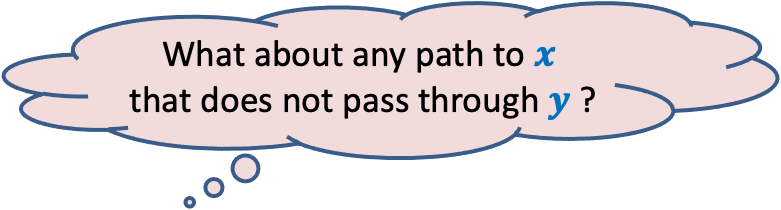 What about any path to x
that does not pass through y ?